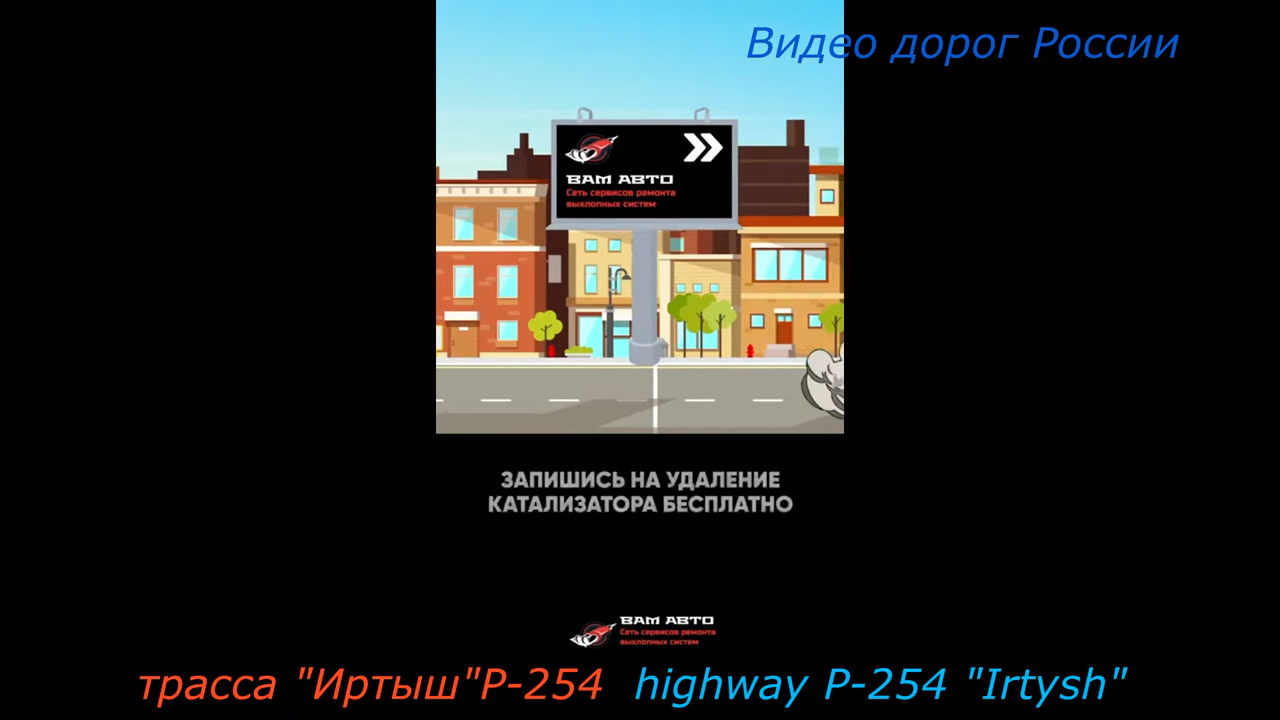 Видео дорог России
ВАМ АВТО
Сеть сервисов ремонта
выхлопных систем
ЗАПИШИСЬ НА УДАЛЕНИЕ
КАТАЛИЗАТОРА БЕСПЛАТНО
ВАМ АВТО
Сеть сервисов ремонта
выхлопных систем
трасса "Иртыш"Р-254 highway P-254 "Irtysh"